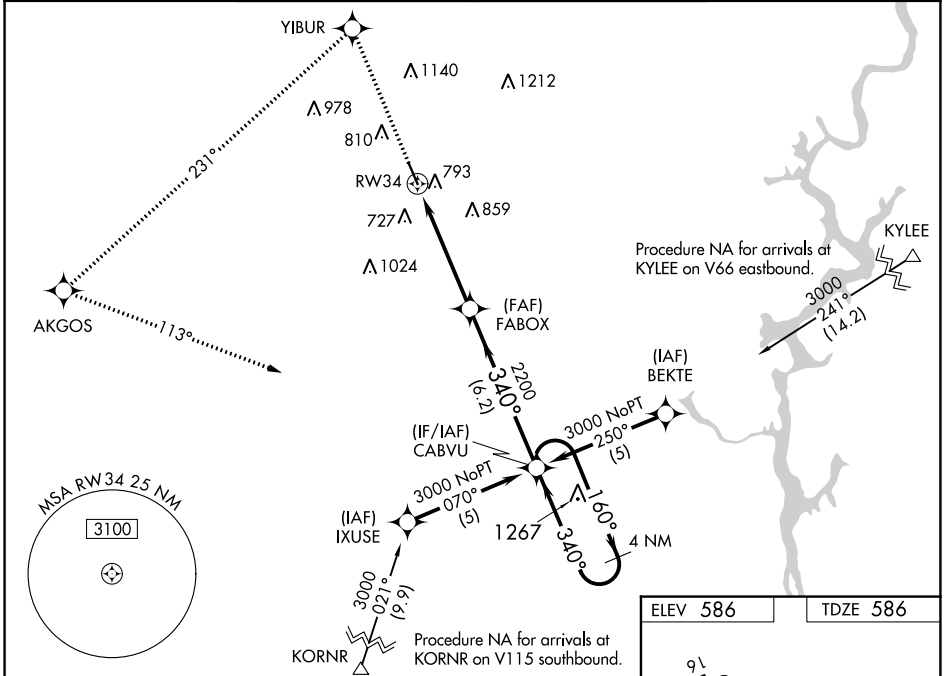 YIBUR
1140
1212
978
810
231°
RW34
793
727
859
KYLEE
Procedure NA for arrivals at
KYLEE on V66 eastbound.
1024
3000
241°
(14.2)
AKGOS
113°
(FAF)
FABOX
2200
340°
(6.2)
(IAF)
BEKTE
(IF/IAF)
CABVU
3000 NoPT
250°
(5)
MSA RW34 25 NM
3100
3000 NoPT
070°
(5)
(IAF)
IXUSE
1267
160°
340°
4 NM
3000
021°
(9.9)
KORNR
Procedure NA for arrivals at
KORNR on V115 southbound.
ELEV 586
TDZE 586
16